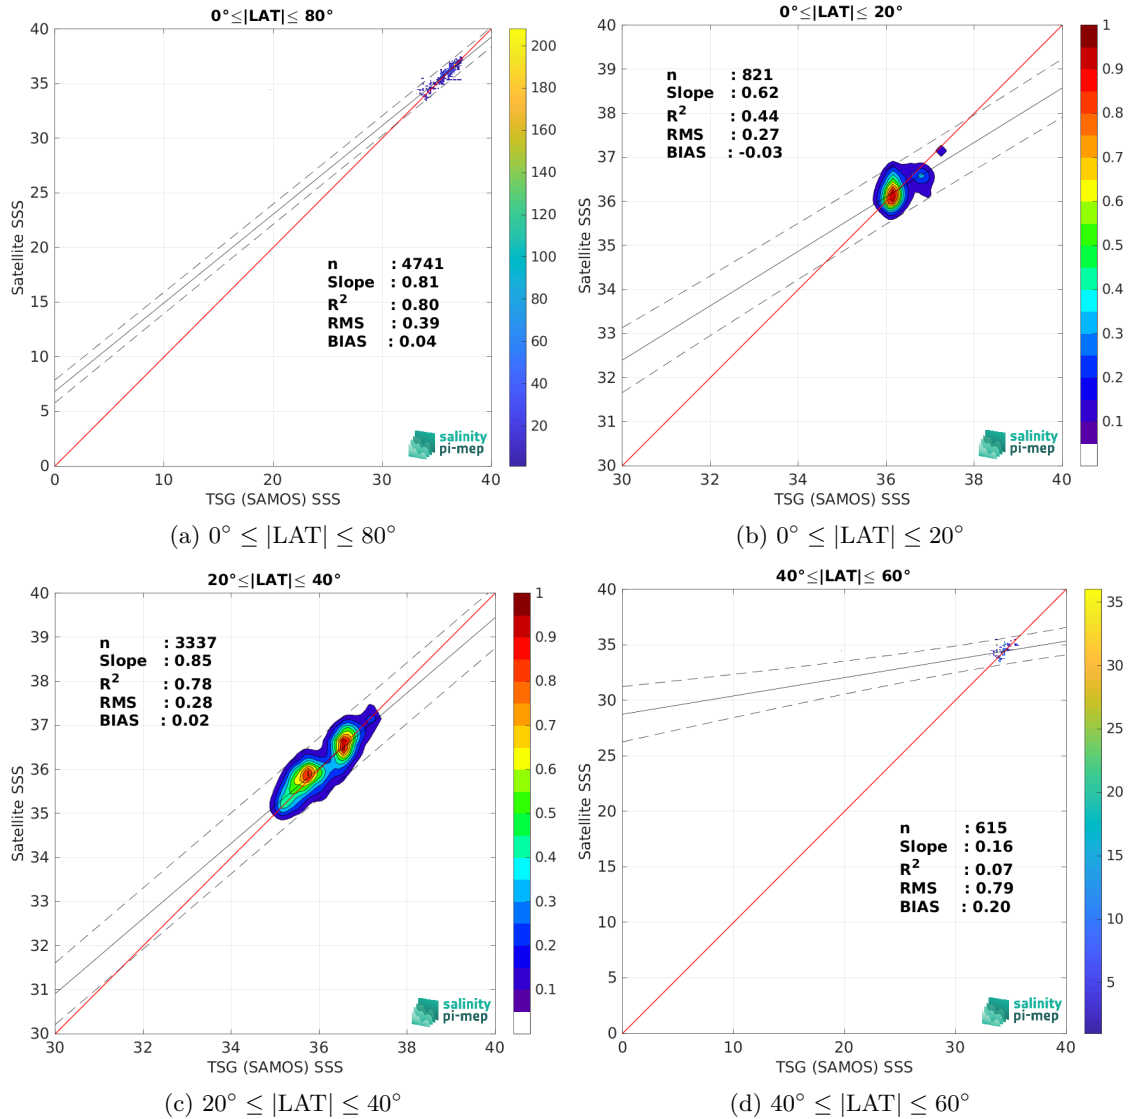 0°≤|LAT|≤ 80°
40
35
30
25
20
15
10
5
0
Satellite SSS
0
10
20
30
40
TSG (SAMOS) SSS
n : 4741
Slope : 0.81
R² : 0.80
RMS : 0.39
BIAS : 0.04
salinity
pi-mep
200
180
160
140
120
100
80
60
40
20
(a) 0° ≤ |LAT| ≤ 80°
0°≤|LAT|≤ 20°
40
39
38
37
36
35
34
33
32
31
30
Satellite SSS
30
32
34
36
38
40
TSG (SAMOS) SSS
n : 821
Slope : 0.62
R² : 0.44
RMS : 0.27
BIAS : -0.03
salinity
pi-mep
1
0.9
0.8
0.7
0.6
0.5
0.4
0.3
0.2
0.1
(b) 0° ≤ |LAT| ≤ 20°
20°≤|LAT|≤ 40°
40
39
38
37
36
35
34
33
32
31
30
Satellite SSS
30
32
34
36
38
40
TSG (SAMOS) SSS
n : 3337
Slope : 0.85
R² : 0.78
RMS : 0.28
BIAS : 0.02
salinity
pi-mep
1
0.9
0.8
0.7
0.6
0.5
0.4
0.3
0.2
0.1
(c) 20° ≤ |LAT| ≤ 40°
40°≤|LAT|≤ 60°
40
35
30
25
20
15
10
5
0
Satellite SSS
0
10
20
30
40
TSG (SAMOS) SSS
n : 615
Slope : 0.16
R² : 0.07
RMS : 0.79
BIAS : 0.20
salinity
pi-mep
35
30
25
20
15
10
5
(d) 40° ≤ |LAT| ≤ 60°